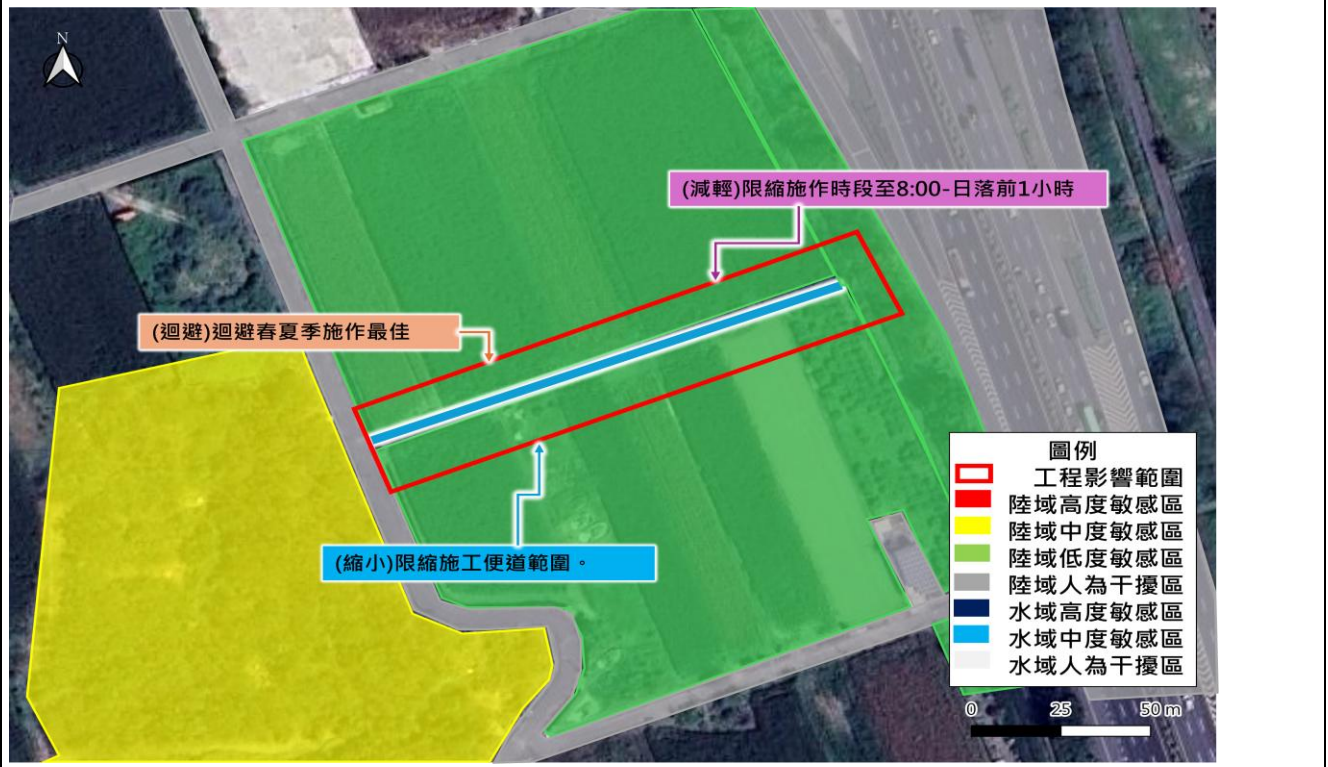 N
(減輕)限縮施作時段至8:00-日落前1小時
(迴避)迴避春夏季施作最佳
(縮小)限縮施工便道範圍。
圖例
工程影響範圍
陸域高度敏感區
陸域中度敏感區
陸域低度敏感區
陸域人為干擾區
水域高度敏感區
水域中度敏感區
水域人為干擾區
0 25 50 m